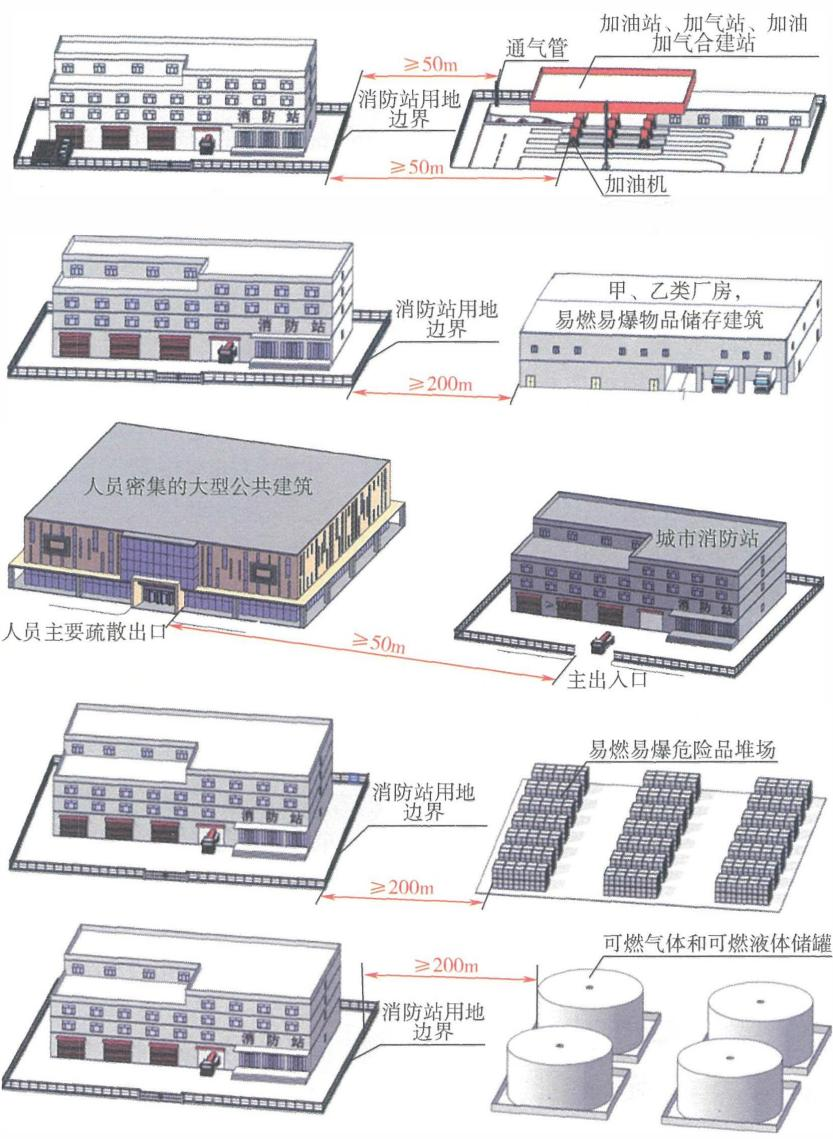 加油站、加气站、加油
加气合建站
通气管
≥50m
消防站用地
边界
消防站
≥50m
加油机
甲、乙类厂房，
易燃易爆物品储存建筑
消防站用地
边界
消防站
≥200m
人员密集的大型公共建筑
城市消防站
消防站
人员主要疏散出口
≥50m
主出入口
易燃易爆危险品堆场
消防站用地
边界
消防站
≥200m
可燃气体和可燃液体储罐
≥200m
消防站用地
边界
消防站